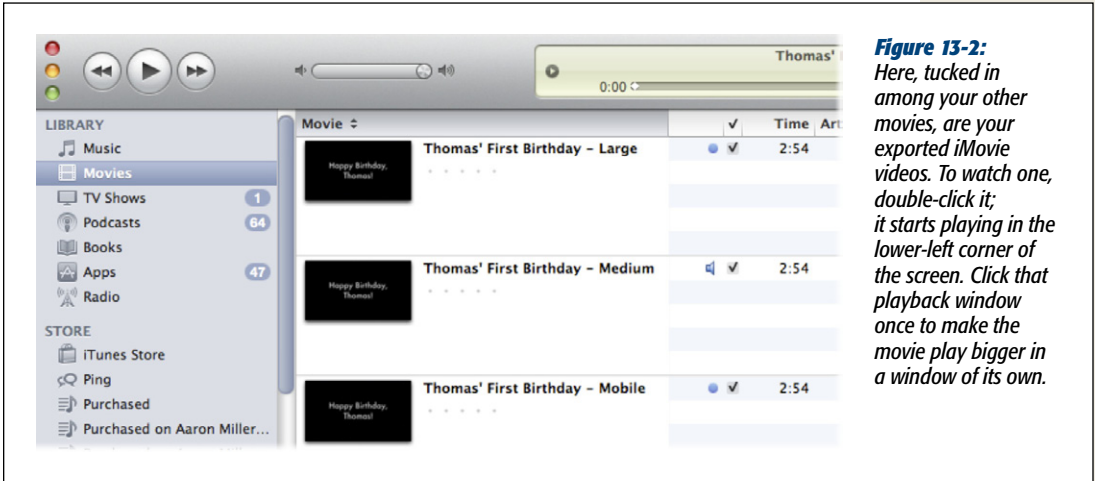 Thomas'
0:00
LIBRARY
Music
Movies
TV Shows 1
Podcasts 64
Books
Apps 47
Radio
STORE
iTunes Store
Ping
Purchased
Purchased on Aaron Miller...
Movie ✓ Time Art
Happy Birthday,
Thomas!
Thomas' First Birthday – Large ✓ 2:54
Happy Birthday,
Thomas!
Thomas' First Birthday – Medium ✓ 2:54
Happy Birthday,
Thomas!
Thomas' First Birthday – Mobile ✓ 2:54
Figure 13-2:
Here, tucked in
among your other
movies, are your
exported iMovie
videos. To watch one,
double-click it;
it starts playing in the
lower-left corner of
the screen. Click that
playback window
once to make the
movie play bigger in
a window of its own.